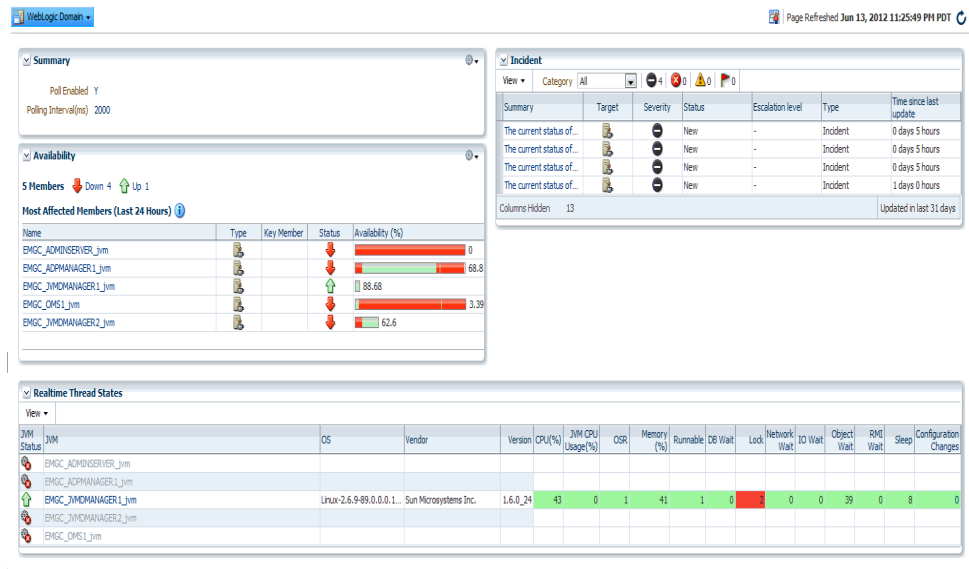 WebLogic Domain
Page Refreshed Jun 13, 2012 11:25:49 PM PDT
Summary
Poll Enabled Y
Polling Interval(ms) 2000
Availability
5 Members Down 4 Up 1
Most Affected Members (Last 24 Hours)
Name Type Key Member Status Availability (%)
EMGC_ADMINSERVER_jvm 0
EMGC_ADPMANAGER1_jvm 68.8
EMGC_JVMDMANAGER1_jvm 88.68
EMGC_OMS1_jvm 3.39
EMGC_JVMDMANAGER2_jvm 62.6
Incident
View Category All 4 0 0 0
Summary Target Severity Status Escalation level Type Time since last update
The current status of... New - Incident 0 days 5 hours
The current status of... New - Incident 0 days 5 hours
The current status of... New - Incident 0 days 5 hours
The current status of... New - Incident 1 days 0 hours
Columns Hidden 13 Updated in last 31 days
Realtime Thread States
View
JVM Status JVM OS Vendor Version CPU(%) JVM CPU Usage(%) OSR Memory (%) Runnable DB Wait Lock Network Wait IO Wait Object Wait RMI Wait Sleep Configuration Changes
EMGC_ADMINSERVER_jvm
EMGC_ADPMANAGER1_jvm
EMGC_JVMDMANAGER1_jvm Linux-2.6.9-89.0.0.0.1... Sun Microsystems Inc. 1.6.0_24 43 0 1 41 1 0 2 0 0 39 0 8 0
EMGC_JVMDMANAGER2_jvm
EMGC_OMS1_jvm